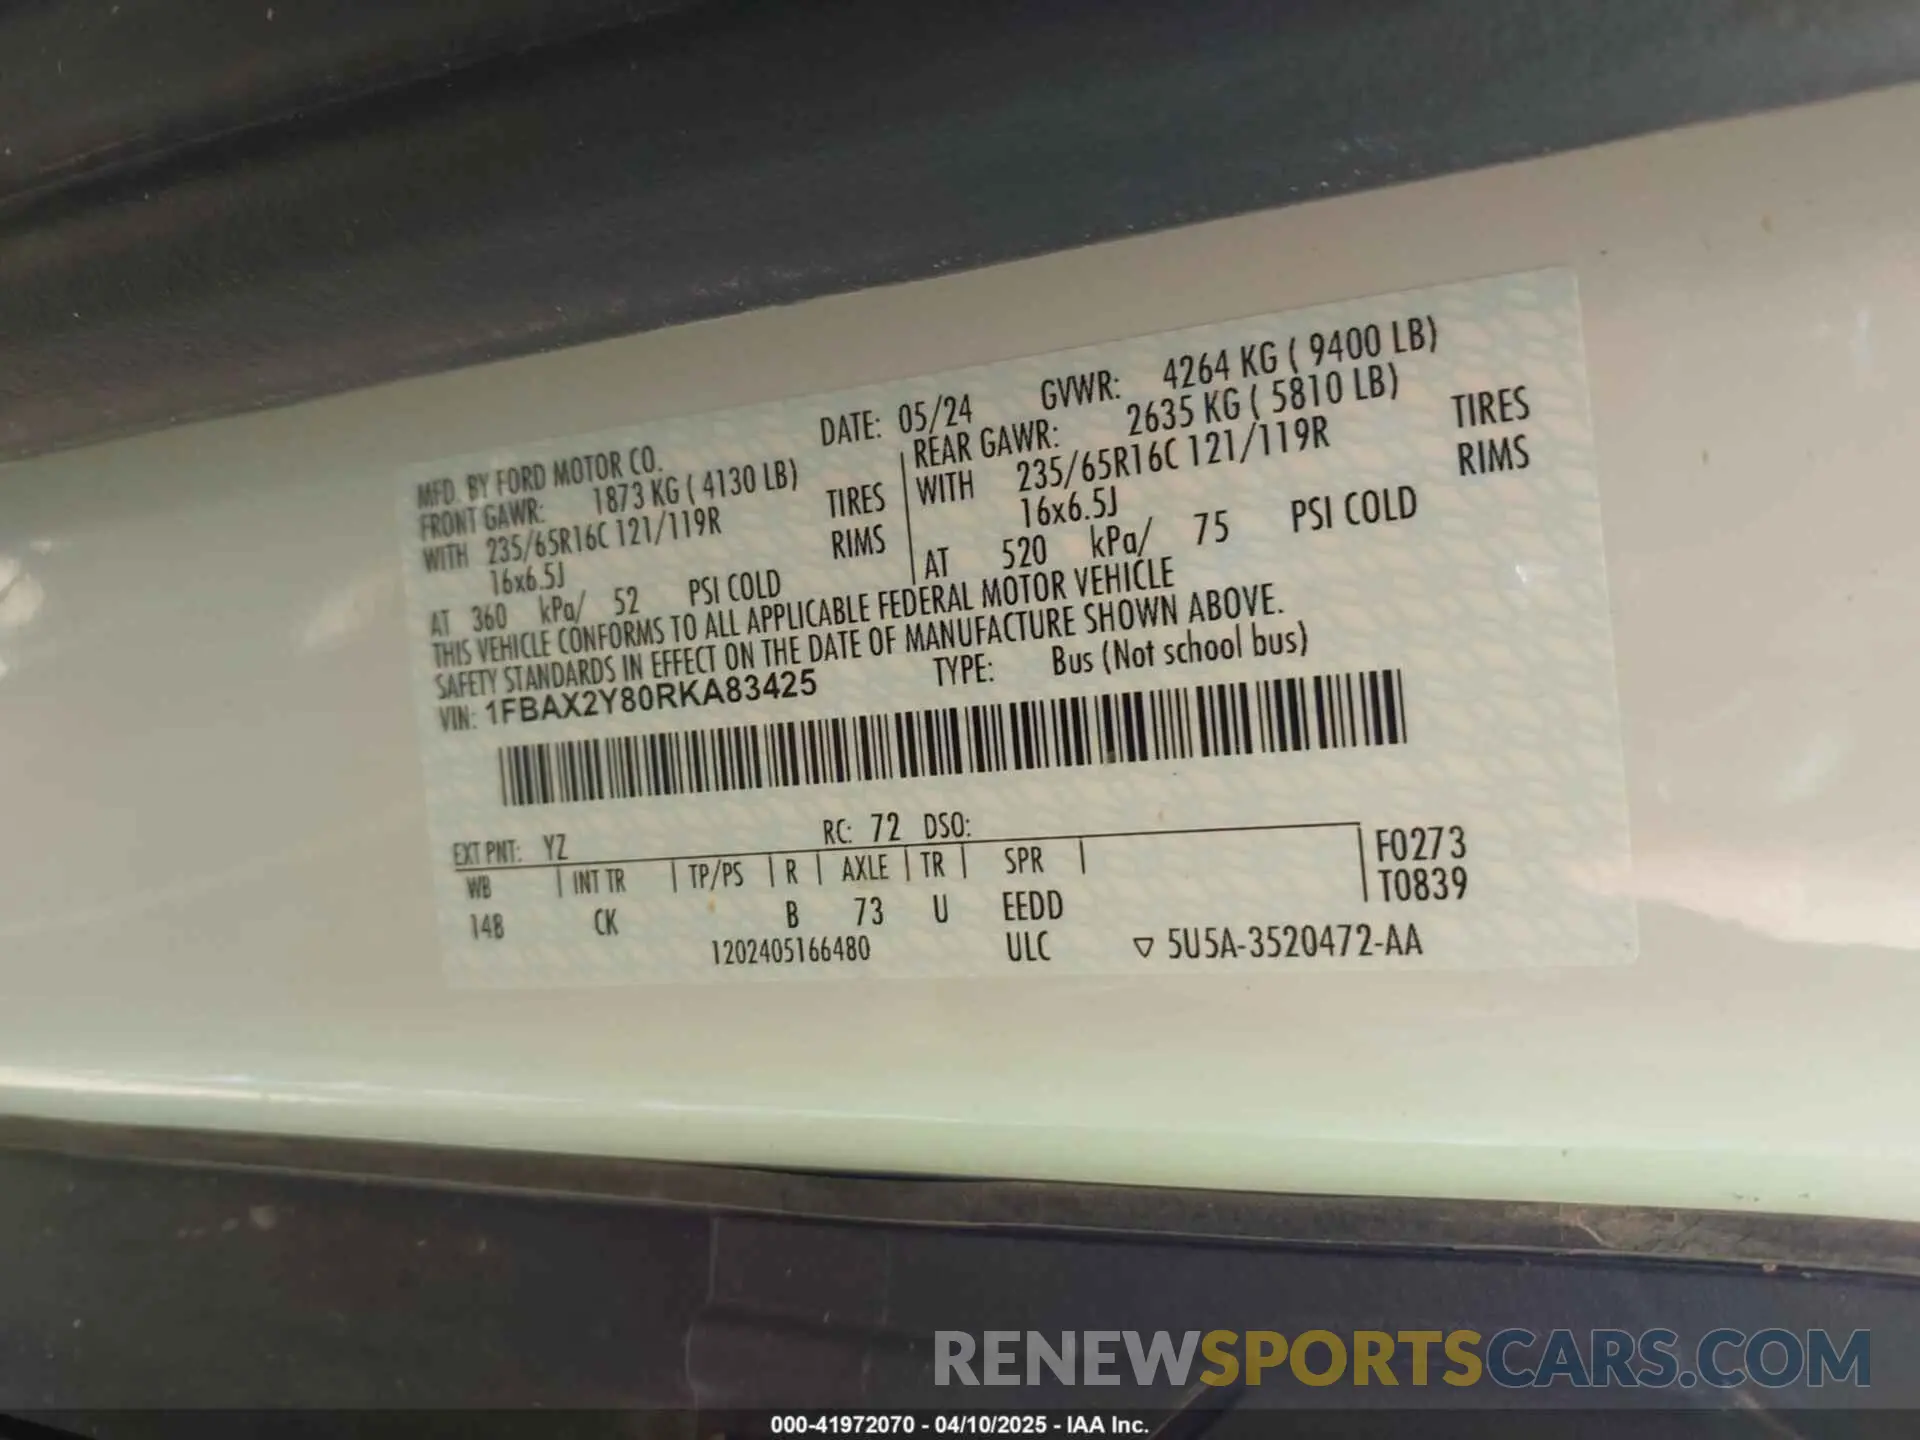 MFD. BY FORD MOTOR CO. DATE: 05/24 GVWR: 4264 KG ( 9400 LB)
FRONT GAWR: 1873 KG ( 4130 LB) REAR GAWR: 2635 KG ( 5810 LB)
WITH 235/65R16C 121/119R TIRES WITH 235/65R16C 121/119R TIRES
16x6.5J RIMS 16x6.5J RIMS
AT 360 kPa/ 52 PSI COLD AT 520 kPa/ 75 PSI COLD
THIS VEHICLE CONFORMS TO ALL APPLICABLE FEDERAL MOTOR VEHICLE
SAFETY STANDARDS IN EFFECT ON THE DATE OF MANUFACTURE SHOWN ABOVE.
VIN: 1FBAX2Y80RKA83425 TYPE: Bus (Not school bus)
EXT PNT: YZ RC: 72 DSO:
WB INT TR TP/PS R AXLE TR SPR F0273
148 CK B 73 U EEDD T0839
1202405166480 ULC ▽ 5U5A-3520472-AA
RENEWSPORTSCARS.COM
000-41972070 - 04/10/2025 - IAA Inc.